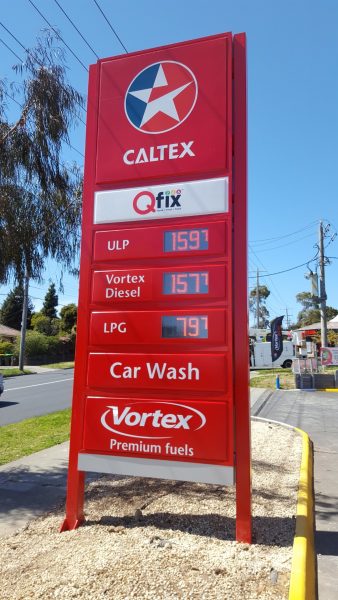 CALTEX
Qfix
ULP 159.7
Vortex
Diesel 157.7
LPG 79.7
Car Wash
Vortex
Premium fuels